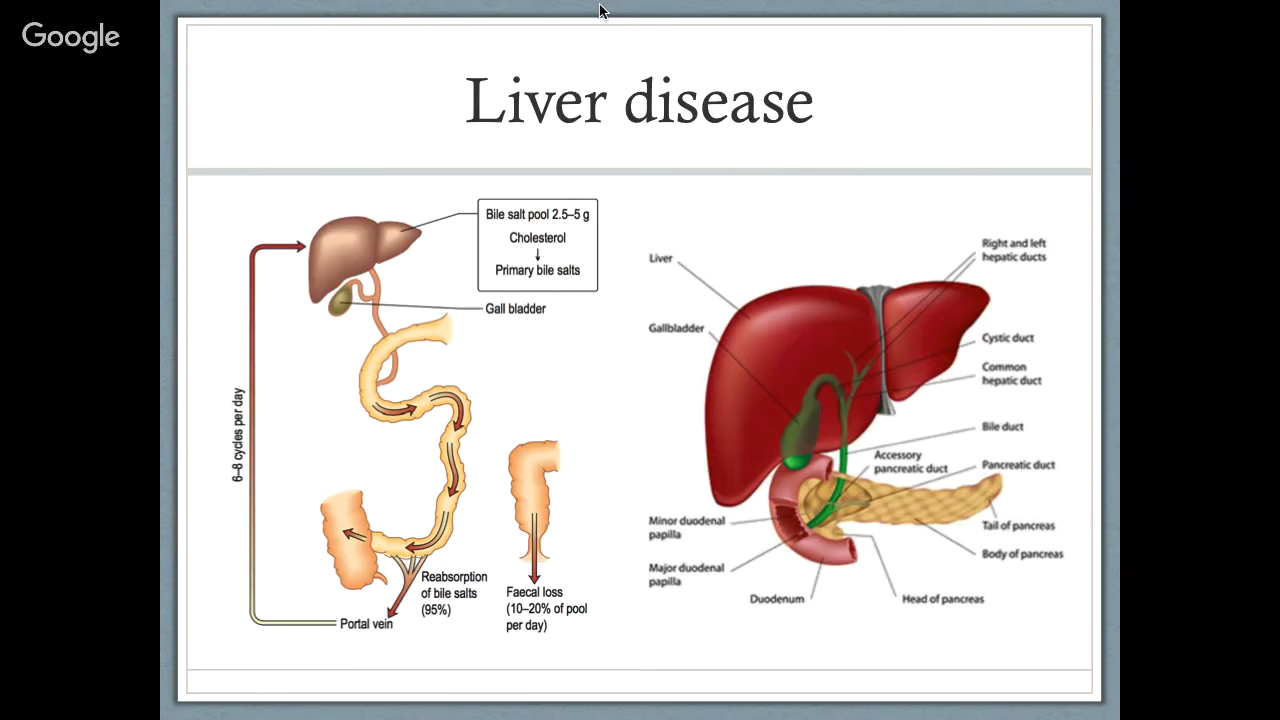 Google
Liver disease
Bile salt pool 2.5–5 g
Cholesterol
Primary bile salts
Gall bladder
6–8 cycles per day
Reabsorption
of bile salts
(95%)
Portal vein
Faecal loss
(10–20% of pool
per day)
Liver
Gallbladder
Right and left
hepatic ducts
Cystic duct
Common
hepatic duct
Bile duct
Accessory
pancreatic duct
Pancreatic duct
Minor duodenal
papilla
Major duodenal
papilla
Duodenum
Tail of pancreas
Body of pancreas
Head of pancreas